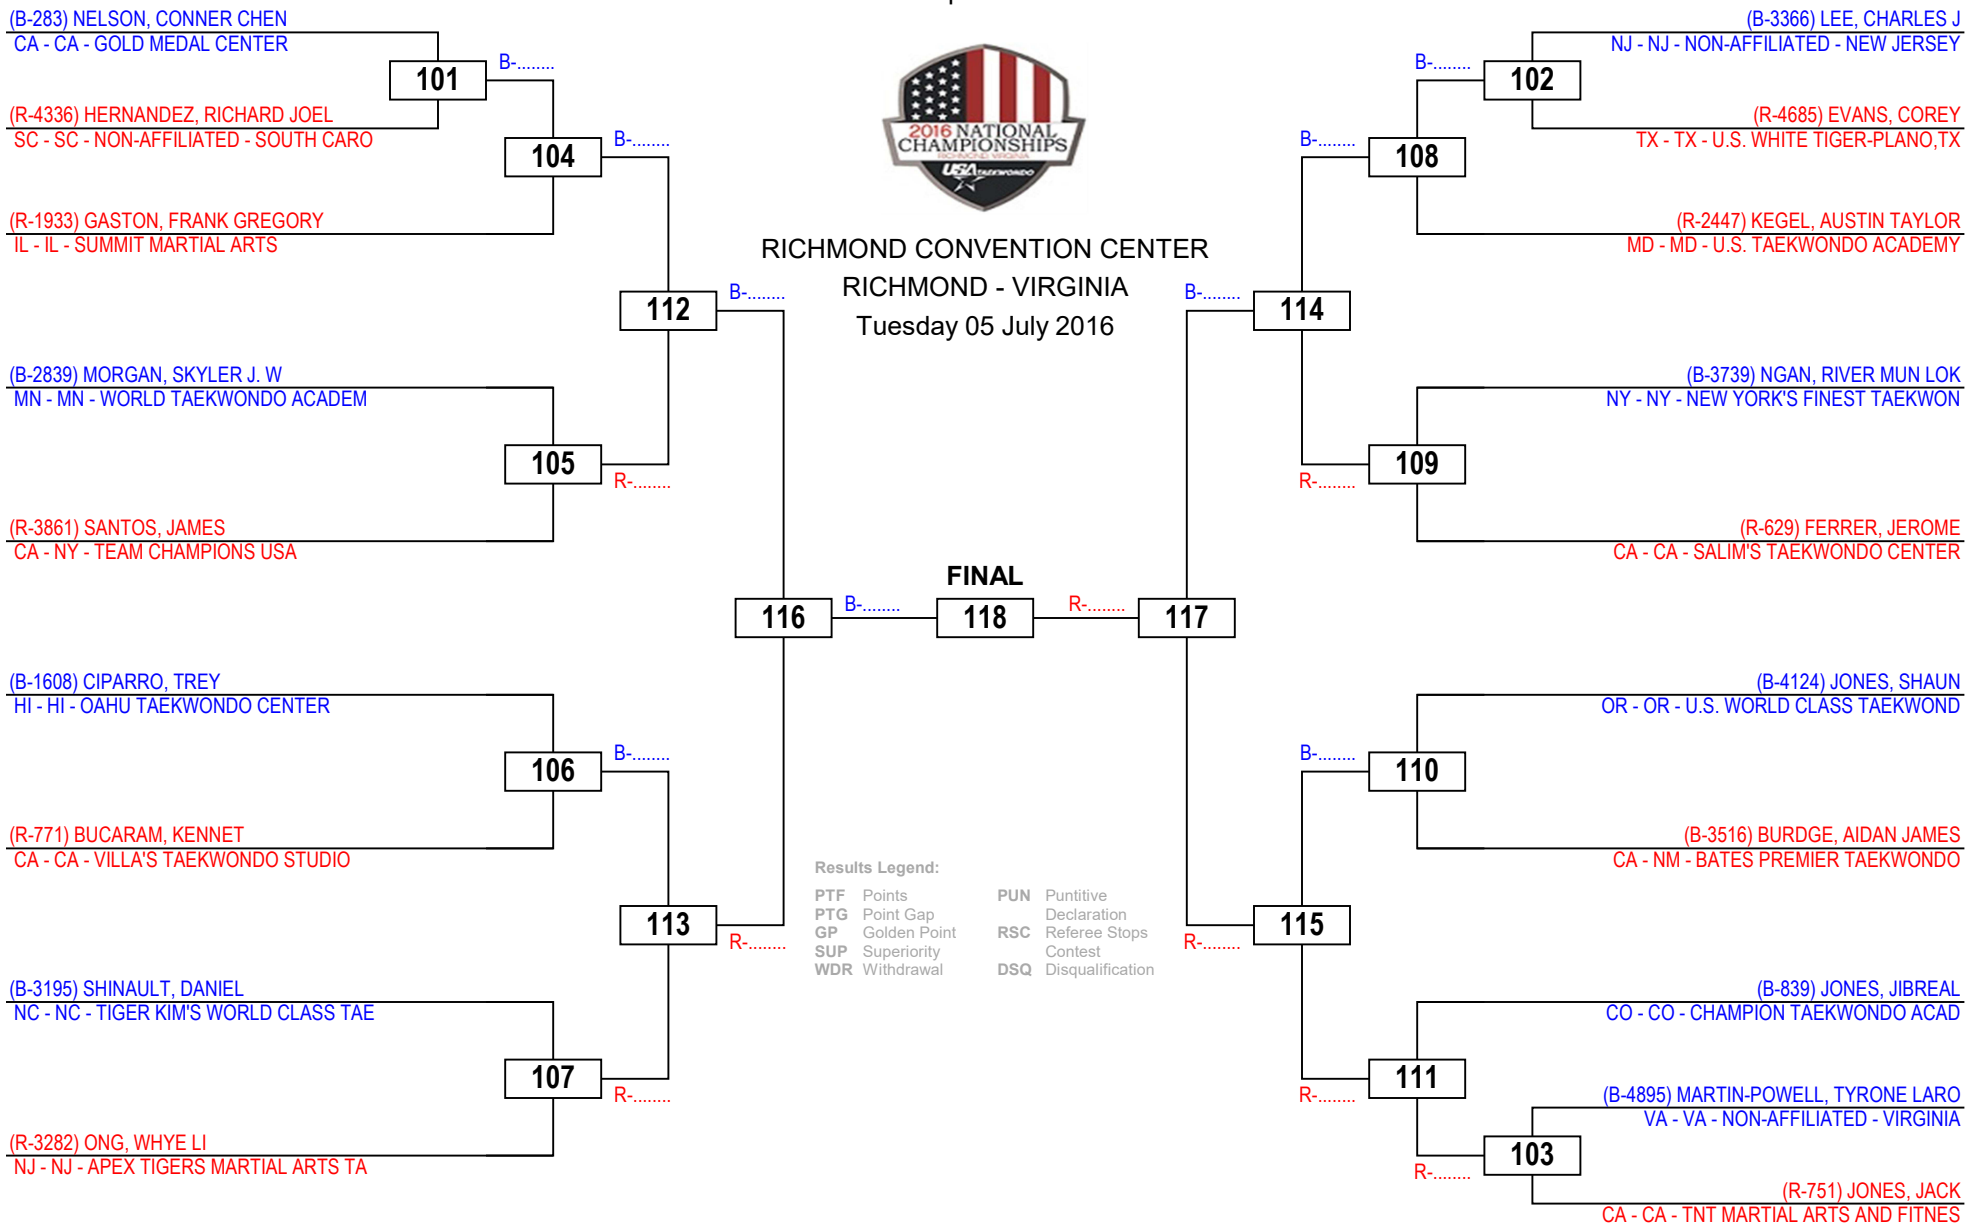 (B-283) NELSON, CONNER CHEN
CA - CA - GOLD MEDAL CENTER
101
B-........
(R-4336) HERNANDEZ, RICHARD JOEL
SC - SC - NON-AFFILIATED - SOUTH CARO
104
B-........
(R-1933) GASTON, FRANK GREGORY
IL - IL - SUMMIT MARTIAL ARTS
112
B-........
(B-2839) MORGAN, SKYLER J. W
MN - MN - WORLD TAEKWONDO ACADEM
105
R-........
(R-3861) SANTOS, JAMES
CA - NY - TEAM CHAMPIONS USA
116
B-........
(B-1608) CIPARRO, TREY
HI - HI - OAHU TAEKWONDO CENTER
106
B-........
(R-771) BUCARAM, KENNET
CA - CA - VILLA'S TAEKWONDO STUDIO
113
R-........
(B-3195) SHINAULT, DANIEL
NC - NC - TIGER KIM'S WORLD CLASS TAE
107
R-........
(R-3282) ONG, WHYE LI
NJ - NJ - APEX TIGERS MARTIAL ARTS TA
2016 NATIONAL
CHAMPIONSHIPS
RICHMOND, VIRGINIA
USA TAEKWONDO
RICHMOND CONVENTION CENTER
RICHMOND - VIRGINIA
Tuesday 05 July 2016
FINAL
118
Results Legend:
PTF Points
PTG Point Gap
GP Golden Point
SUP Superiority
WDR Withdrawal
PUN Puntitive
Declaration
RSC Referee Stops
Contest
DSQ Disqualification
(B-3366) LEE, CHARLES J
NJ - NJ - NON-AFFILIATED - NEW JERSEY
B-........
102
(R-4685) EVANS, COREY
TX - TX - U.S. WHITE TIGER-PLANO,TX
B-........
108
(R-2447) KEGEL, AUSTIN TAYLOR
MD - MD - U.S. TAEKWONDO ACADEMY
B-........
114
(B-3739) NGAN, RIVER MUN LOK
NY - NY - NEW YORK'S FINEST TAEKWON
109
R-........
(R-629) FERRER, JEROME
CA - CA - SALIM'S TAEKWONDO CENTER
R-........
117
(B-4124) JONES, SHAUN
OR - OR - U.S. WORLD CLASS TAEKWOND
B-........
110
(B-3516) BURDGE, AIDAN JAMES
CA - NM - BATES PREMIER TAEKWONDO
115
R-........
(B-839) JONES, JIBREAL
CO - CO - CHAMPION TAEKWONDO ACAD
111
R-........
(B-4895) MARTIN-POWELL, TYRONE LARO
VA - VA - NON-AFFILIATED - VIRGINIA
103
R-........
(R-751) JONES, JACK
CA - CA - TNT MARTIAL ARTS AND FITNES